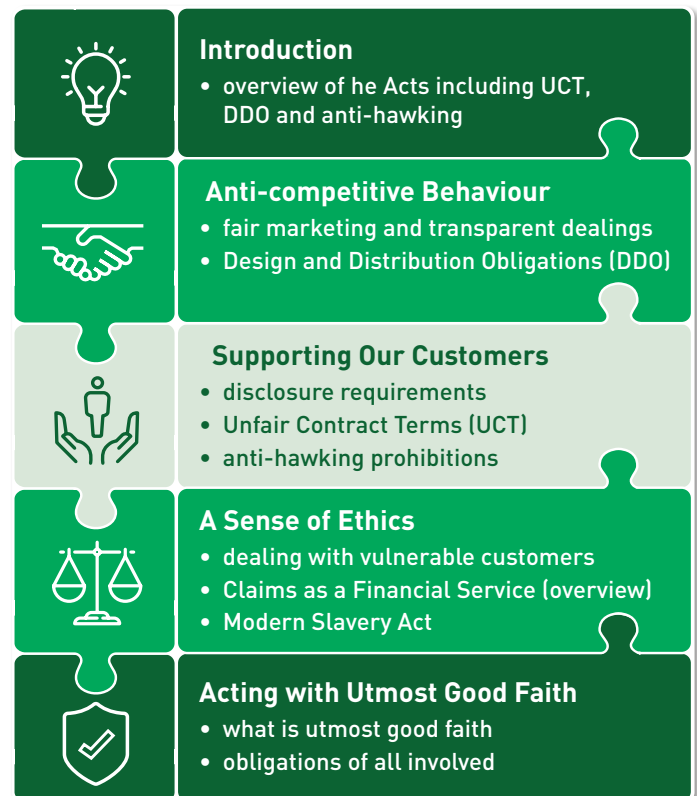 Introduction
• overview of he Acts including UCT,
DDO and anti-hawking
Anti-competitive Behaviour
• fair marketing and transparent dealings
• Design and Distribution Obligations (DDO)
Supporting Our Customers
• disclosure requirements
• Unfair Contract Terms (UCT)
• anti-hawking prohibitions
A Sense of Ethics
• dealing with vulnerable customers
• Claims as a Financial Service (overview)
• Modern Slavery Act
Acting with Utmost Good Faith
• what is utmost good faith
• obligations of all involved